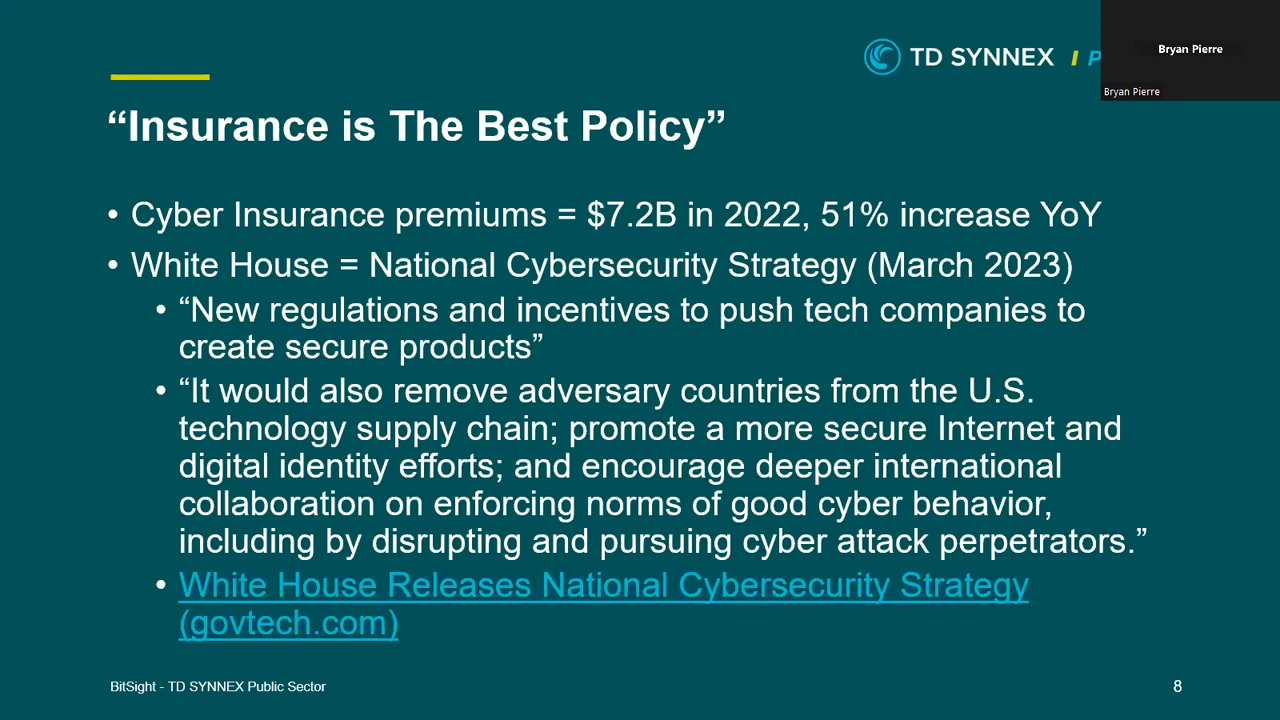 TD SYNNEX
Bryan Pierre
Bryan Pierre
“Insurance is The Best Policy”
• Cyber Insurance premiums = $7.2B in 2022, 51% increase YoY
• White House = National Cybersecurity Strategy (March 2023)
• “New regulations and incentives to push tech companies to
create secure products”
• “It would also remove adversary countries from the U.S.
technology supply chain; promote a more secure Internet and
digital identity efforts; and encourage deeper international
collaboration on enforcing norms of good cyber behavior,
including by disrupting and pursuing cyber attack perpetrators.”
• White House Releases National Cybersecurity Strategy
(govtech.com)
BitSight - TD SYNNEX Public Sector
8